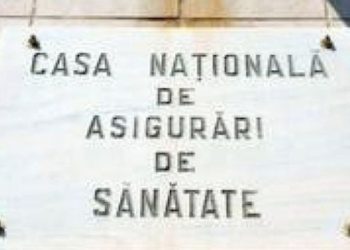 CASA NAȚIONALĂ
DE
ASIGURĂRI
DE
SĂNĂTATE